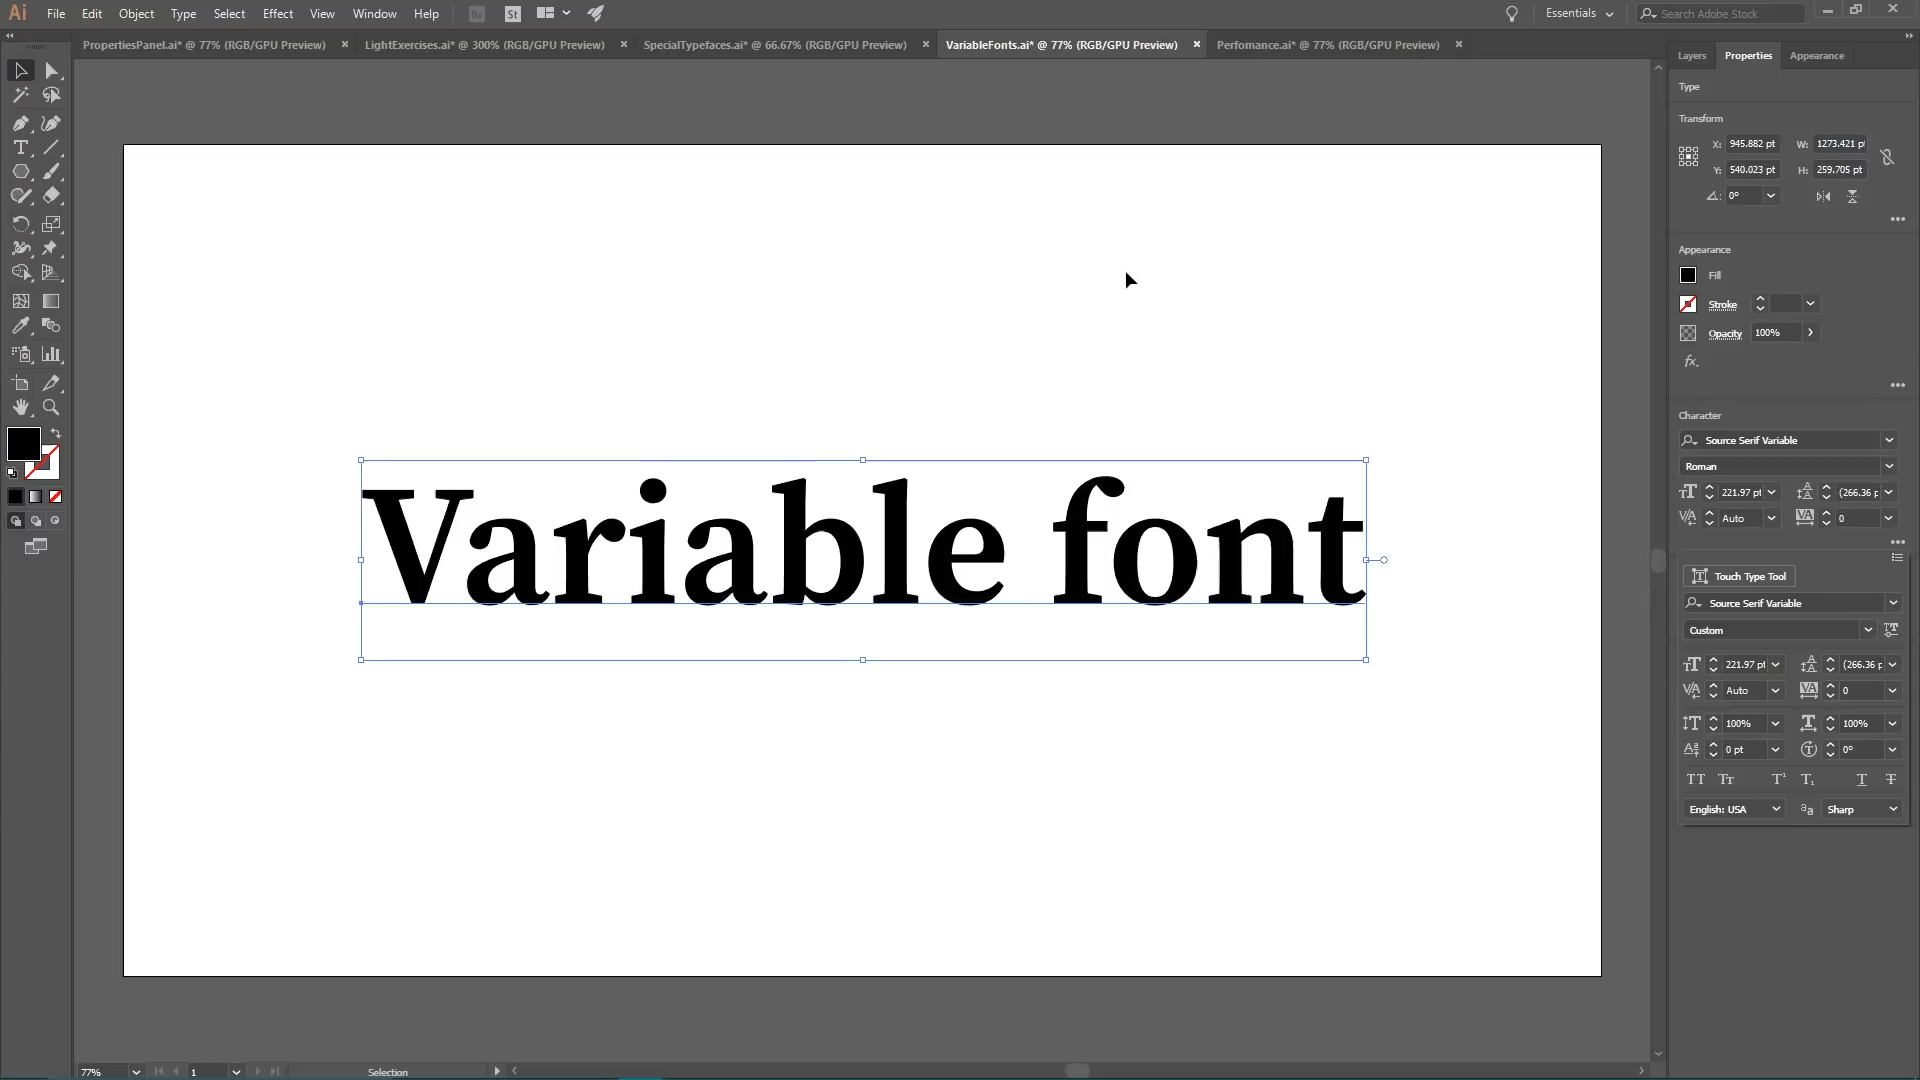 Ai File Edit Object Type Select Effect View Window Help Br St Essentials Search Adobe Stock
PropertiesPanel.ai* @ 77% (RGB/GPU Preview) LightExercises.ai* @ 300% (RGB/GPU Preview) SpecialTypefaces.ai* @ 66.67% (RGB/GPU Preview) VariableFonts.ai* @ 77% (RGB/GPU Preview) Perfomance.ai* @ 77% (RGB/GPU Preview)
Layers Properties Appearance
Type
Transform
X: 945.882 pt W: 1273.421 p
Y: 540.023 pt H: 259.705 pt
0°
Appearance
Fill
Stroke
Opacity 100%
fx.
Character
Source Serif Variable
Roman
221.97 pt (266.36 p
Auto 0
Variable font
Touch Type Tool
Source Serif Variable
Custom
221.97 pt (266.36 p
Auto 0
100% 100%
0 pt 0°
TT Tr T¹ T₁ T T
English: USA aa Sharp
77% 1 Selection